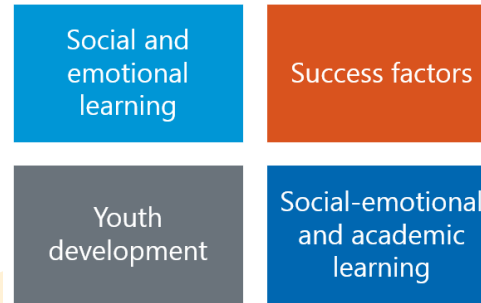 Social and
emotional
learning
Success factors
Youth
development
Social-emotional
and academic
learning